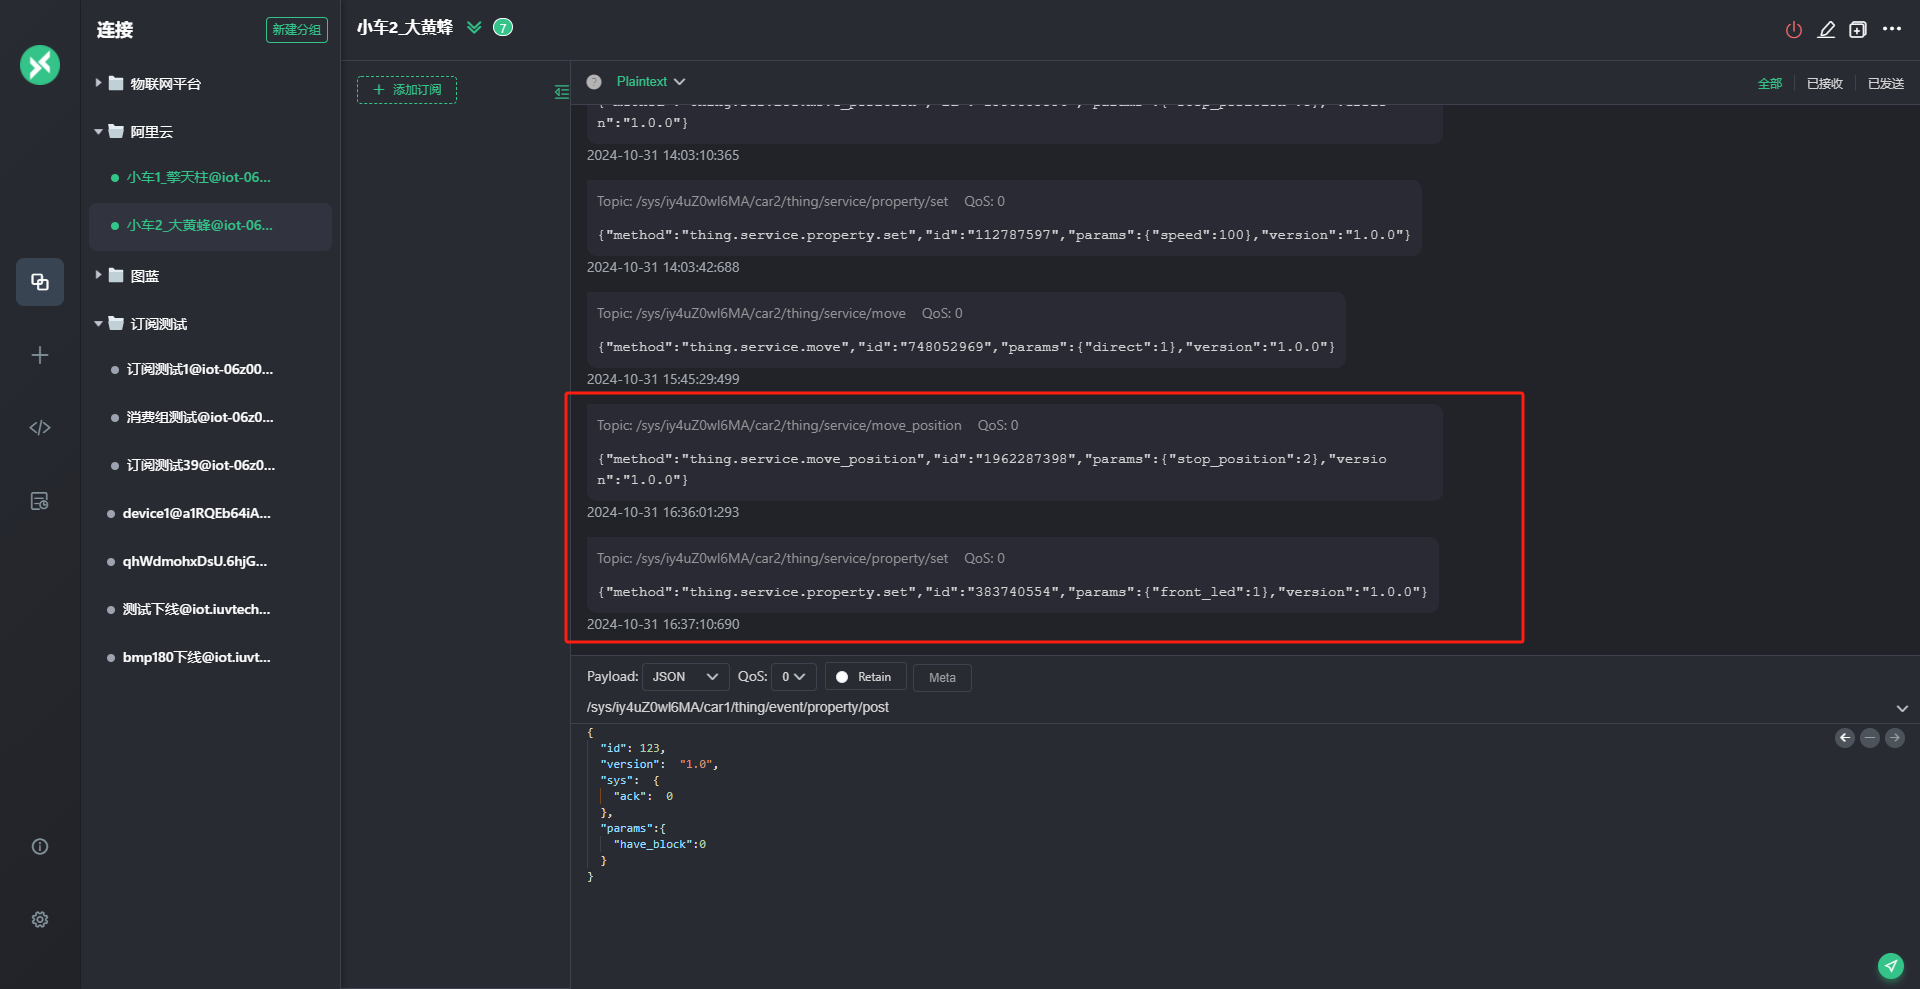 连接
新建分组
物联网平台
阿里云
小车1_擎天柱@iot-06...
小车2_大黄蜂@iot-06...
图蓝
订阅测试
订阅测试1@iot-06z00...
消费组测试@iot-06z0...
订阅测试39@iot-06z0...
device1@a1RQEb64iA...
qhWdmohxDsU.6hjG...
测试下线@iot.iuvtech...
bmp180下线@iot.iuvt...
小车2_大黄蜂 7
+ 添加订阅
? Plaintext
全部 已接收 已发送
n":"1.0.0"}
2024-10-31 14:03:10:365
Topic: /sys/iy4uZ0wl6MA/car2/thing/service/property/set QoS: 0
{"method":"thing.service.property.set","id":"112787597","params":{"speed":100},"version":"1.0.0"}
2024-10-31 14:03:42:688
Topic: /sys/iy4uZ0wl6MA/car2/thing/service/move QoS: 0
{"method":"thing.service.move","id":"748052969","params":{"direct":1},"version":"1.0.0"}
2024-10-31 15:45:29:499
Topic: /sys/iy4uZ0wl6MA/car2/thing/service/move_position QoS: 0
{"method":"thing.service.move_position","id":"1962287398","params":{"stop_position":2},"versio
n":"1.0.0"}
2024-10-31 16:36:01:293
Topic: /sys/iy4uZ0wl6MA/car2/thing/service/property/set QoS: 0
{"method":"thing.service.property.set","id":"383740554","params":{"front_led":1},"version":"1.0.0"}
2024-10-31 16:37:10:690
Payload: JSON QoS: 0 Retain Meta
/sys/iy4uZ0wl6MA/car1/thing/event/property/post
{
"id": 123,
"version": "1.0",
"sys": {
"ack": 0
},
"params":{
"have_block":0
}
}